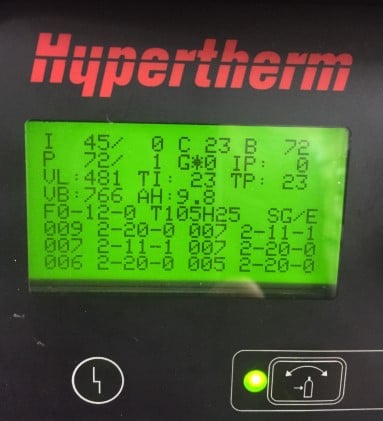 Hypertherm
I 45/ 0 C 23 B 72
P 72/ 1 G*0 IP: 0
VL:481 TI: 23 TP: 23
VB:766 AH:9.8
F0-12-0 T105H25 SG/E
009 2-20-0 007 2-11-1
007 2-11-1 007 2-20-0
006 2-20-0 005 2-20-0